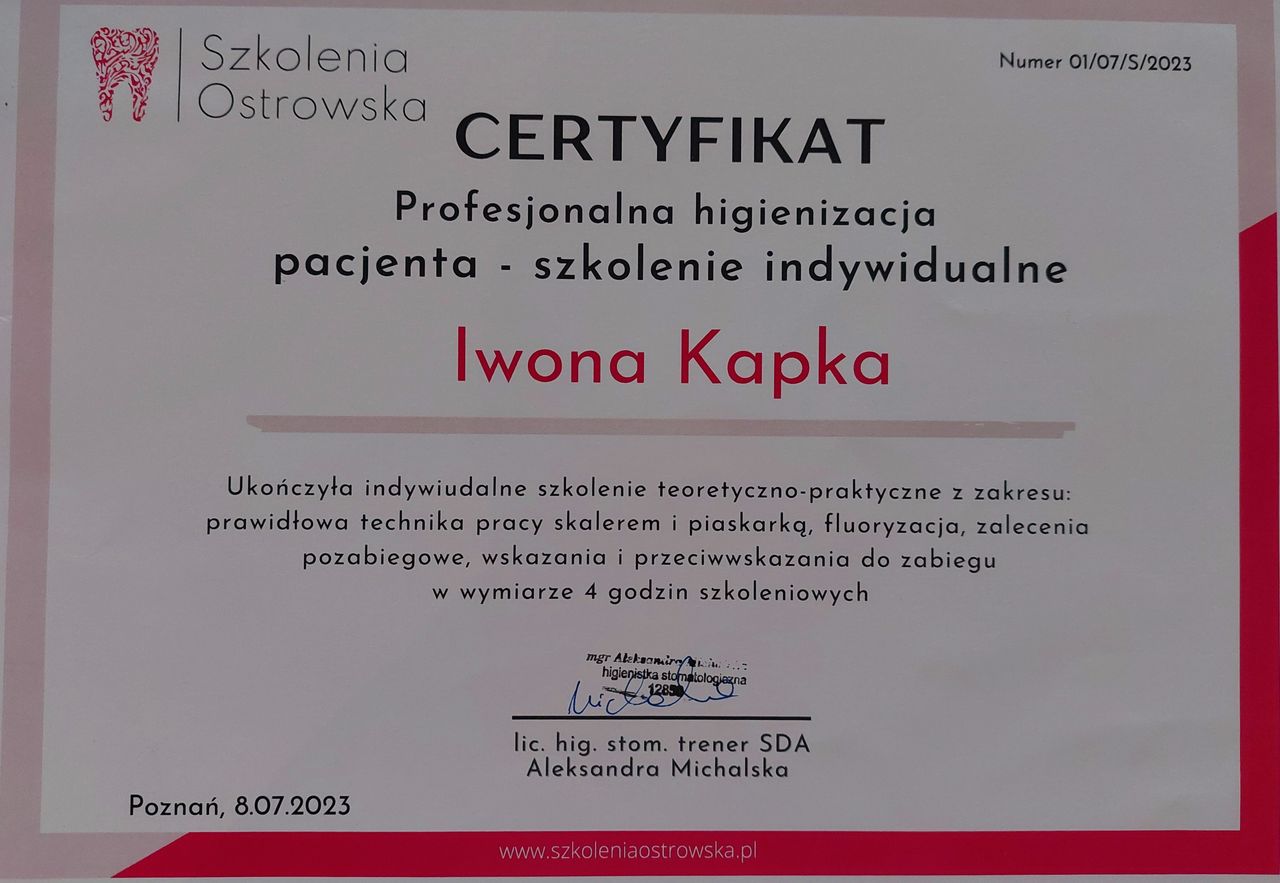 Szkolenia
Ostrowska
Numer 01/07/S/2023
CERTYFIKAT
Profesjonalna higienizacja
pacjenta - szkolenie indywidualne
Iwona Kapka
Ukończyła indywiudalne szkolenie teoretyczno-praktyczne z zakresu:
prawidłowa technika pracy skalerem i piaskarką, fluoryzacja, zalecenia
pozabiegowe, wskazania i przeciwwskazania do zabiegu
w wymiarze 4 godzin szkoleniowych
mgr Aleksandra
higienistka stomatologiczna
lic. hig. stom. trener SDA
Aleksandra Michalska
Poznań, 8.07.2023
www.szkoleniaostrowska.pl